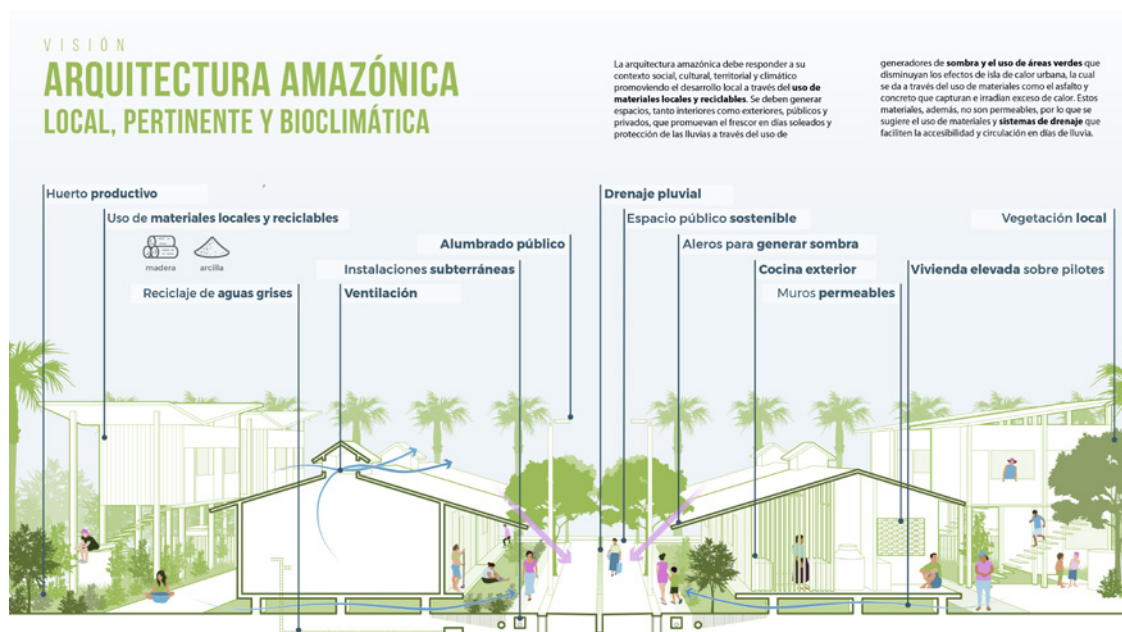 VISIÓN
ARQUITECTURA AMAZÓNICA
LOCAL, PERTINENTE Y BIOCLIMÁTICA
La arquitectura amazónica debe responder a su
contexto social, cultural, territorial y climático
promoviendo el desarrollo local a través del uso de
materiales locales y reciclables. Se deben generar
espacios, tanto interiores como exteriores, públicos y
privados, que promuevan el frescor en días soleados y
protección de las lluvias a través del uso de
generadores de sombra y el uso de áreas verdes que
disminuyan los efectos de isla de calor urbana, la cual
se da a través del uso de materiales como el asfalto y
concreto que capturan e irradian exceso de calor. Estos
materiales, además, no son permeables, por lo que se
sugiere el uso de materiales y sistemas de drenaje que
faciliten la accesibilidad y circulación en días de lluvia.
Huerto productivo
Drenaje pluvial
Uso de materiales locales y reciclables
Espacio público sostenible
Vegetación local
madera
arcilla
Alumbrado público
Aleros para generar sombra
Instalaciones subterráneas
Cocina exterior
Vivienda elevada sobre pilotes
Reciclaje de aguas grises
Ventilación
Muros permeables